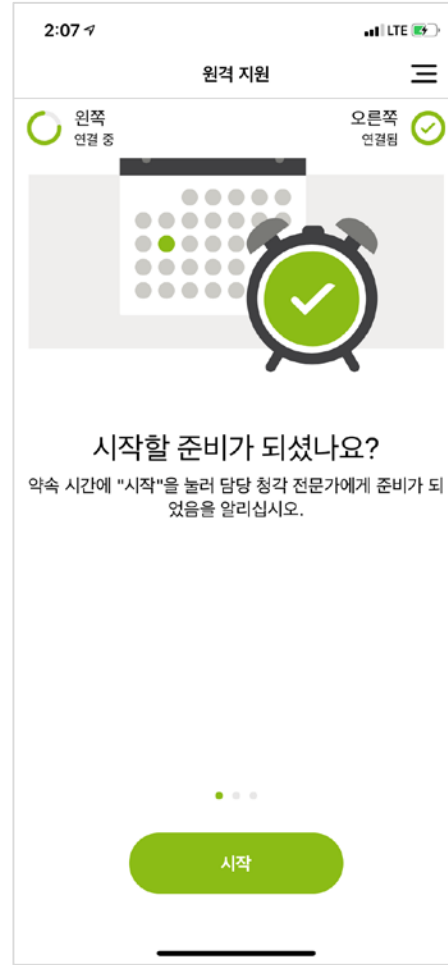 2:07
LTE
원격 지원
왼쪽
연결 중
오른쪽
연결됨
시작할 준비가 되셨나요?
약속 시간에 "시작"을 눌러 담당 청각 전문가에게 준비가 되
었음을 알리십시오.
시작